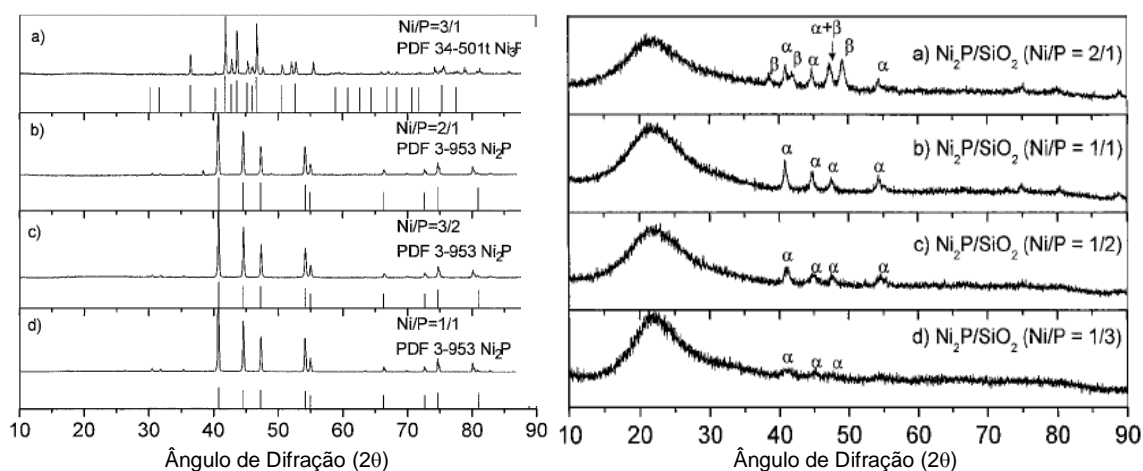 a)
Ni/P=3/1
PDF 34-501t Ni₃P
b)
Ni/P=2/1
PDF 3-953 Ni₂P
c)
Ni/P=3/2
PDF 3-953 Ni₂P
d)
Ni/P=1/1
PDF 3-953 Ni₂P
10 20 30 40 50 60 70 80 90
Ângulo de Difração (2θ)
α+β
β α β α β α
a) Ni₂P/SiO₂ (Ni/P = 2/1)
α α α α
b) Ni₂P/SiO₂ (Ni/P = 1/1)
α α α α
c) Ni₂P/SiO₂ (Ni/P = 1/2)
α α α
d) Ni₂P/SiO₂ (Ni/P = 1/3)
10 20 30 40 50 60 70 80 90
Ângulo de Difração (2θ)